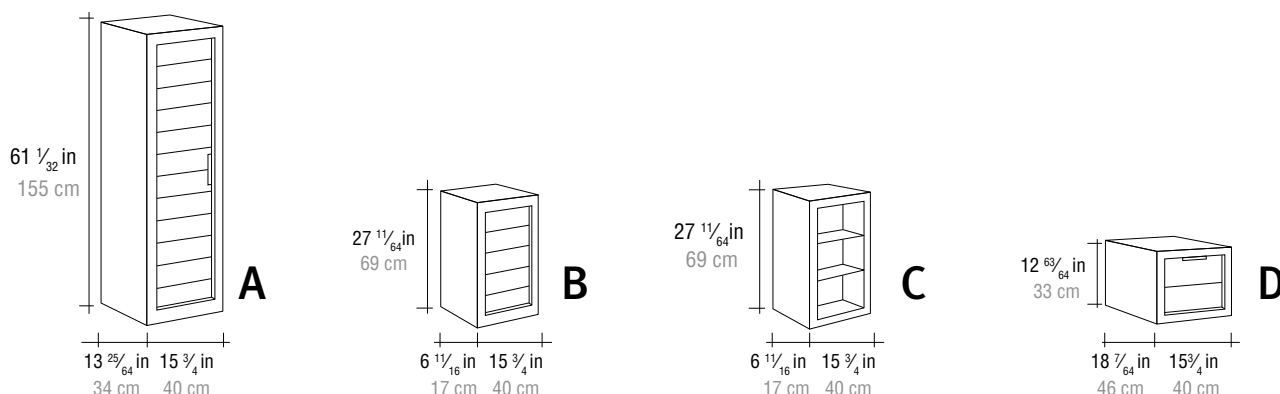 61 1/32 in
155 cm
13 25/64 in 15 3/4 in
34 cm 40 cm
A
27 11/64 in
69 cm
6 11/16 in 15 3/4 in
17 cm 40 cm
B
27 11/64 in
69 cm
6 11/16 in 15 3/4 in
17 cm 40 cm
C
12 63/64 in
33 cm
18 7/64 in 15 3/4 in
46 cm 40 cm
D